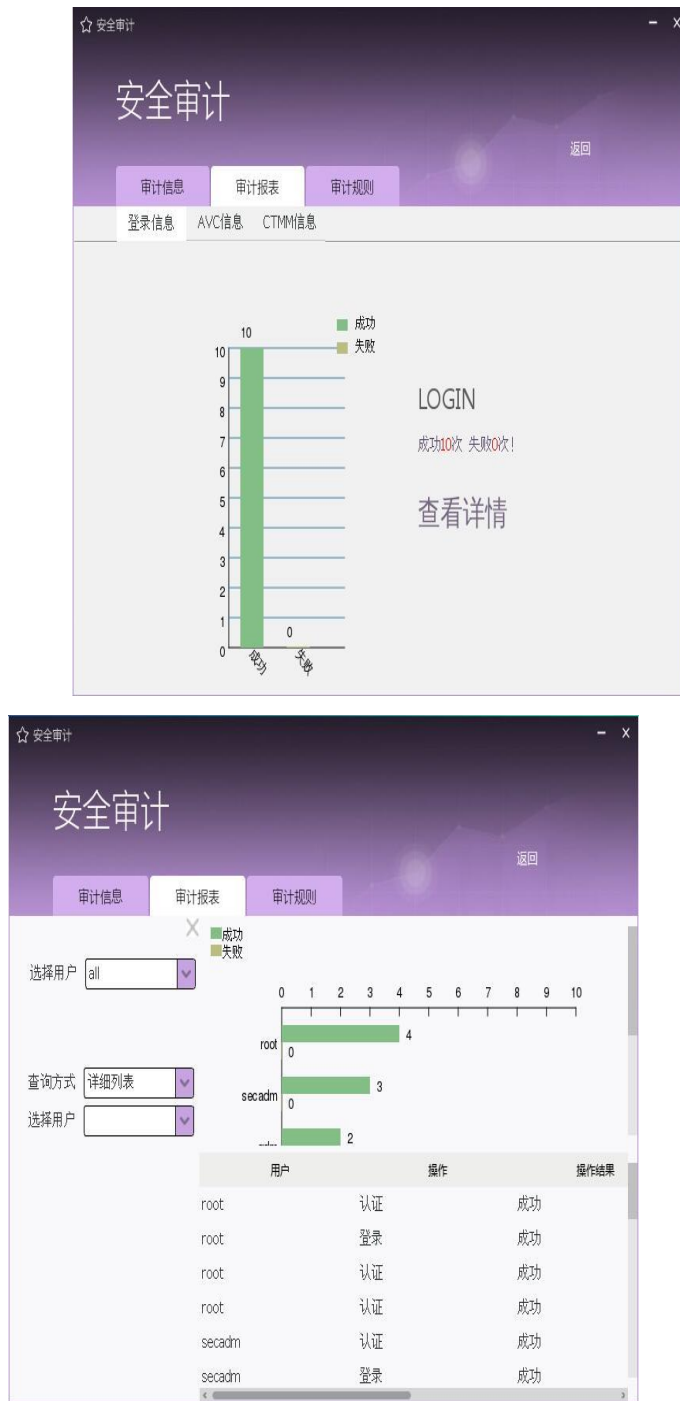 安全审计
安全审计
返回
审计信息 审计报表 审计规则
登录信息 AVC信息 CTMM信息
成功
失败
10
10
9
8
7
6
5
4
3
2
1
0
0
成功 失败
LOGIN
成功10次 失败0次!
查看详情
安全审计
安全审计
返回
审计信息 审计报表 审计规则
成功
失败
选择用户 all
0 1 2 3 4 5 6 7 8 9 10
root 4
0
secadm 3
0
2
查询方式 详细列表
选择用户
用户 操作 操作结果
root 认证 成功
root 登录 成功
root 认证 成功
root 认证 成功
secadm 认证 成功
secadm 登录 成功